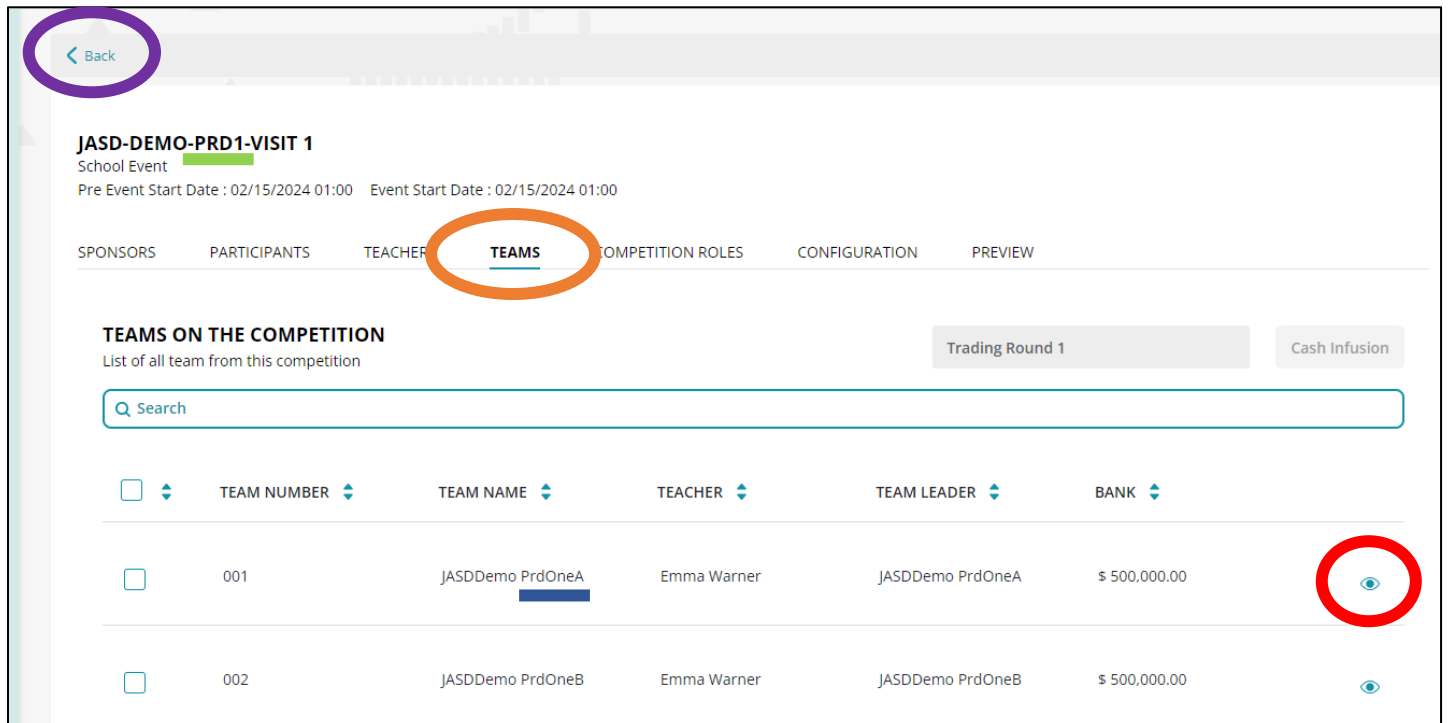 Back
JASD-DEMO-PRD1-VISIT 1
School Event
Pre Event Start Date : 02/15/2024 01:00 Event Start Date : 02/15/2024 01:00
SPONSORS PARTICIPANTS TEACHER TEAMS COMPETITION ROLES CONFIGURATION PREVIEW
TEAMS ON THE COMPETITION
List of all team from this competition
Trading Round 1 Cash Infusion
Search
TEAM NUMBER TEAM NAME TEACHER TEAM LEADER BANK
001 JASDDemo PrdOneA Emma Warner JASDDemo PrdOneA $ 500,000.00
002 JASDDemo PrdOneB Emma Warner JASDDemo PrdOneB $ 500,000.00